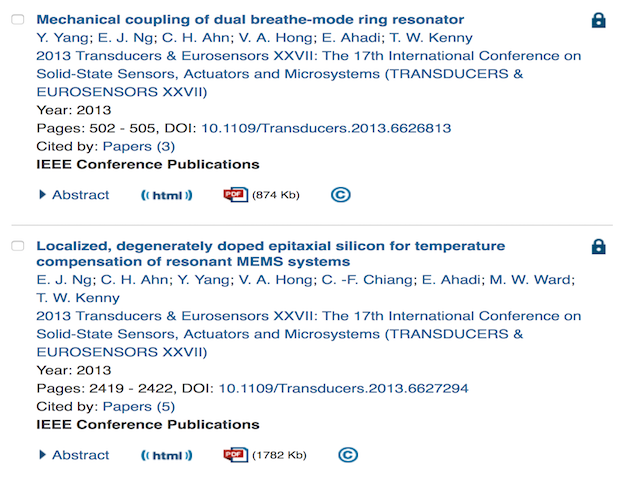 Mechanical coupling of dual breathe-mode ring resonator
Y. Yang; E. J. Ng; C. H. Ahn; V. A. Hong; E. Ahadi; T. W. Kenny
2013 Transducers & Eurosensors XXVII: The 17th International Conference on
Solid-State Sensors, Actuators and Microsystems (TRANSDUCERS &
EUROSENSORS XXVII)
Year: 2013
Pages: 502 - 505, DOI: 10.1109/Transducers.2013.6626813
Cited by: Papers (3)
IEEE Conference Publications
Abstract ((html)) PDF (874 Kb) ©
Localized, degenerately doped epitaxial silicon for temperature
compensation of resonant MEMS systems
E. J. Ng; C. H. Ahn; Y. Yang; V. A. Hong; C. -F. Chiang; E. Ahadi; M. W. Ward;
T. W. Kenny
2013 Transducers & Eurosensors XXVII: The 17th International Conference on
Solid-State Sensors, Actuators and Microsystems (TRANSDUCERS &
EUROSENSORS XXVII)
Year: 2013
Pages: 2419 - 2422, DOI: 10.1109/Transducers.2013.6627294
Cited by: Papers (5)
IEEE Conference Publications
Abstract ((html)) PDF (1782 Kb) ©